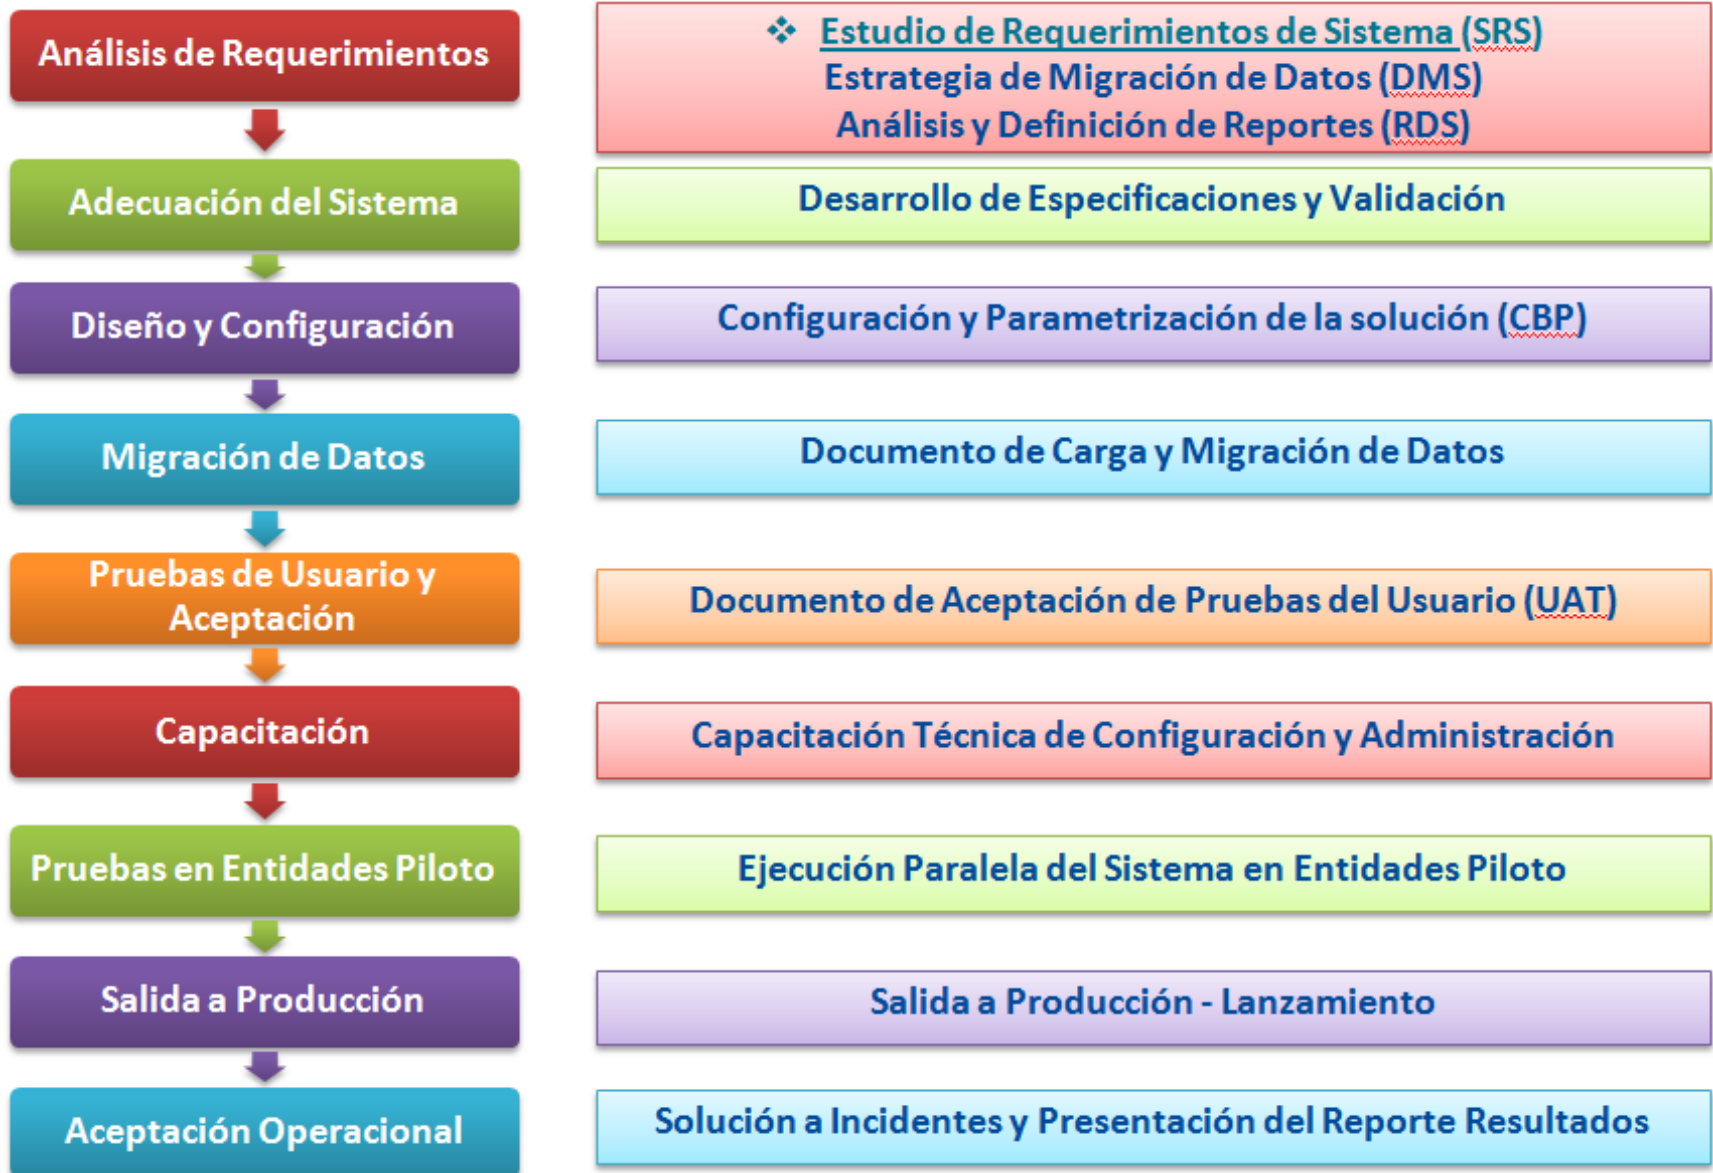 Análisis de Requerimientos
❖ Estudio de Requerimientos de Sistema (SRS)
Estrategia de Migración de Datos (DMS)
Análisis y Definición de Reportes (RDS)
Adecuación del Sistema
Desarrollo de Especificaciones y Validación
Diseño y Configuración
Configuración y Parametrización de la solución (CBP)
Migración de Datos
Documento de Carga y Migración de Datos
Pruebas de Usuario y
Aceptación
Documento de Aceptación de Pruebas del Usuario (UAT)
Capacitación
Capacitación Técnica de Configuración y Administración
Pruebas en Entidades Piloto
Ejecución Paralela del Sistema en Entidades Piloto
Salida a Producción
Salida a Producción - Lanzamiento
Aceptación Operacional
Solución a Incidentes y Presentación del Reporte Resultados